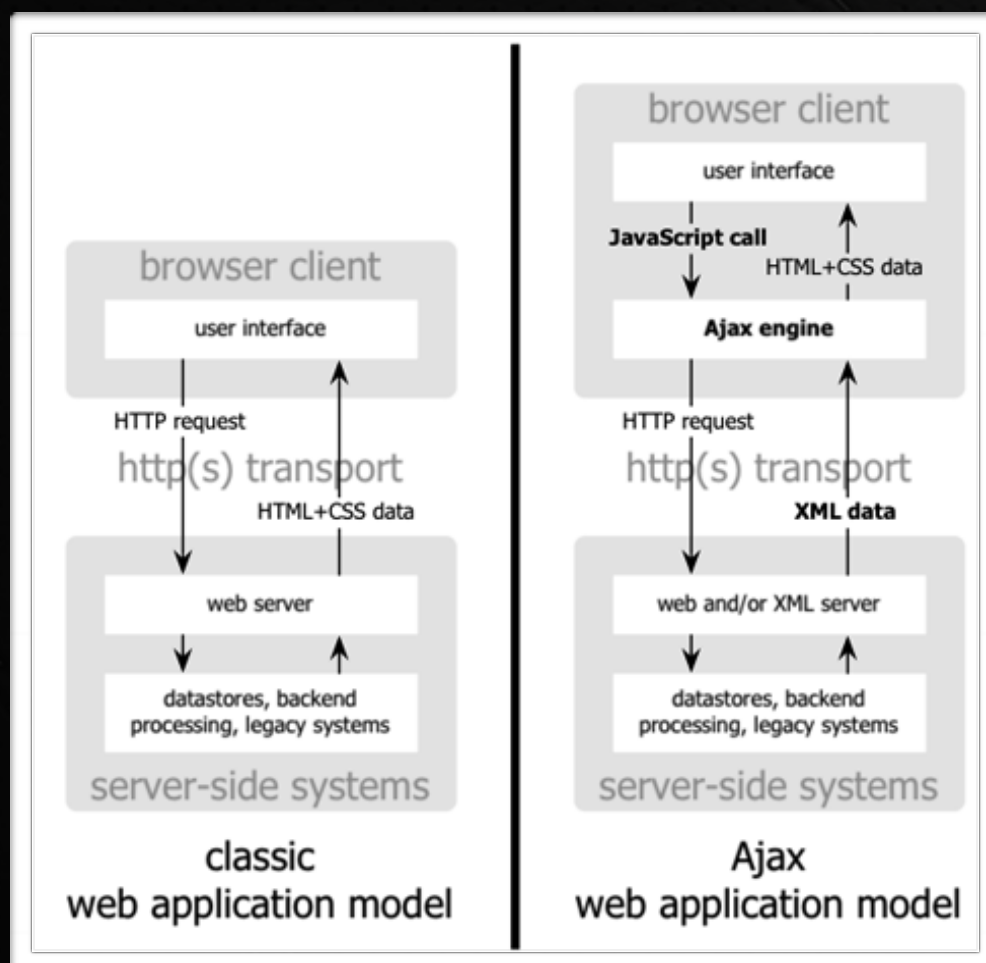 browser client
user interface
HTTP request
http(s) transport
HTML+CSS data
web server
datastores, backend
processing, legacy systems
server-side systems
classic
web application model
browser client
user interface
JavaScript call
HTML+CSS data
Ajax engine
HTTP request
http(s) transport
XML data
web and/or XML server
datastores, backend
processing, legacy systems
server-side systems
Ajax
web application model